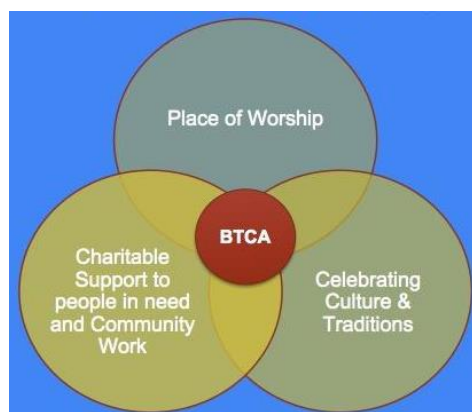 Place of Worship
BTCA
Charitable
Support to
people in need
and Community
Work
Celebrating
Culture &
Traditions